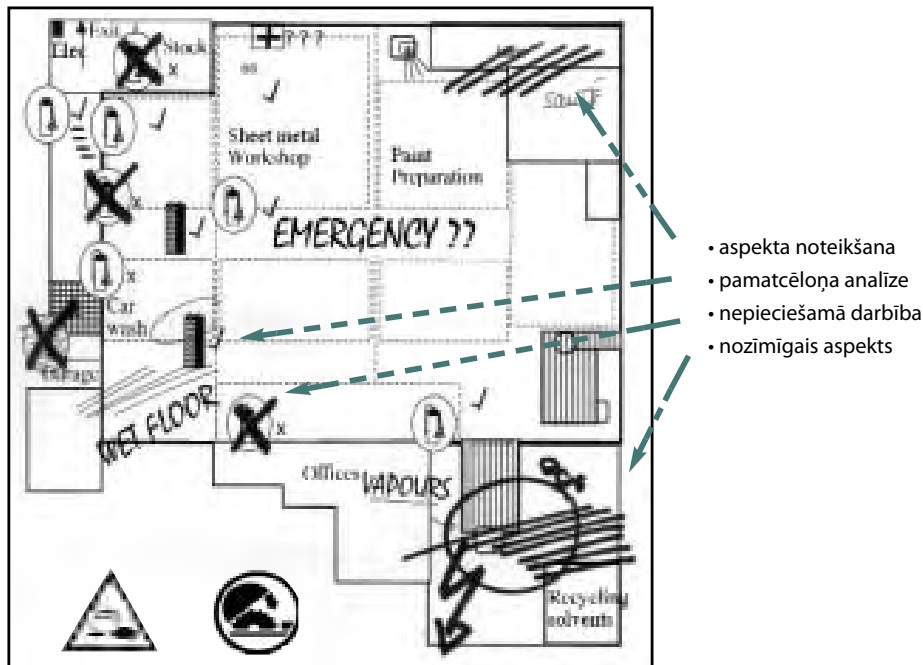 Exit
Elec
Stock
x
???
x
Sheet metal
Workshop
Paint
Preparation
EMERGENCY ??
x
Car
wash
WET FLOOR
x
Offices
VAPOURS
Recycling
solvents
• aspekta noteikšana
• pamatcēloņa analīze
• nepieciešamā darbība
• nozīmīgais aspekts